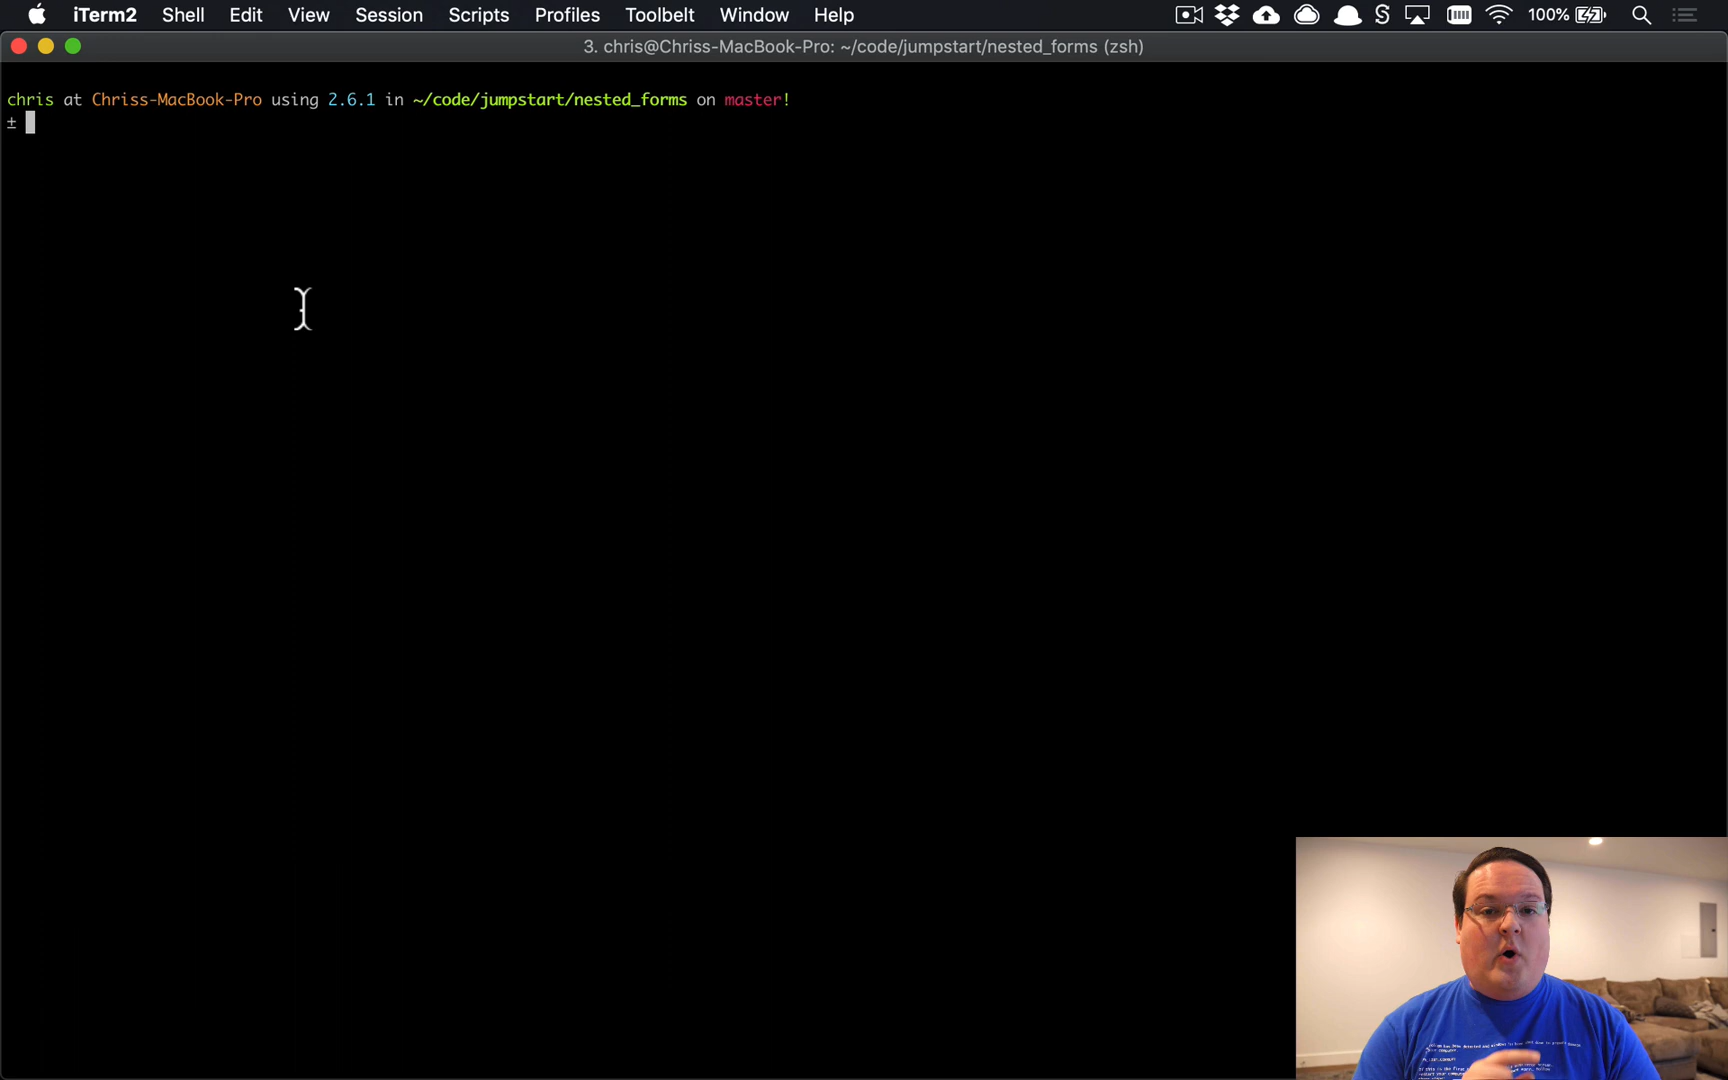 iTerm2 Shell Edit View Session Scripts Profiles Toolbelt Window Help 100%
3. chris@Chriss-MacBook-Pro: ~/code/jumpstart/nested_forms (zsh)
chris at Chriss-MacBook-Pro using 2.6.1 in ~/code/jumpstart/nested_forms on master!
±